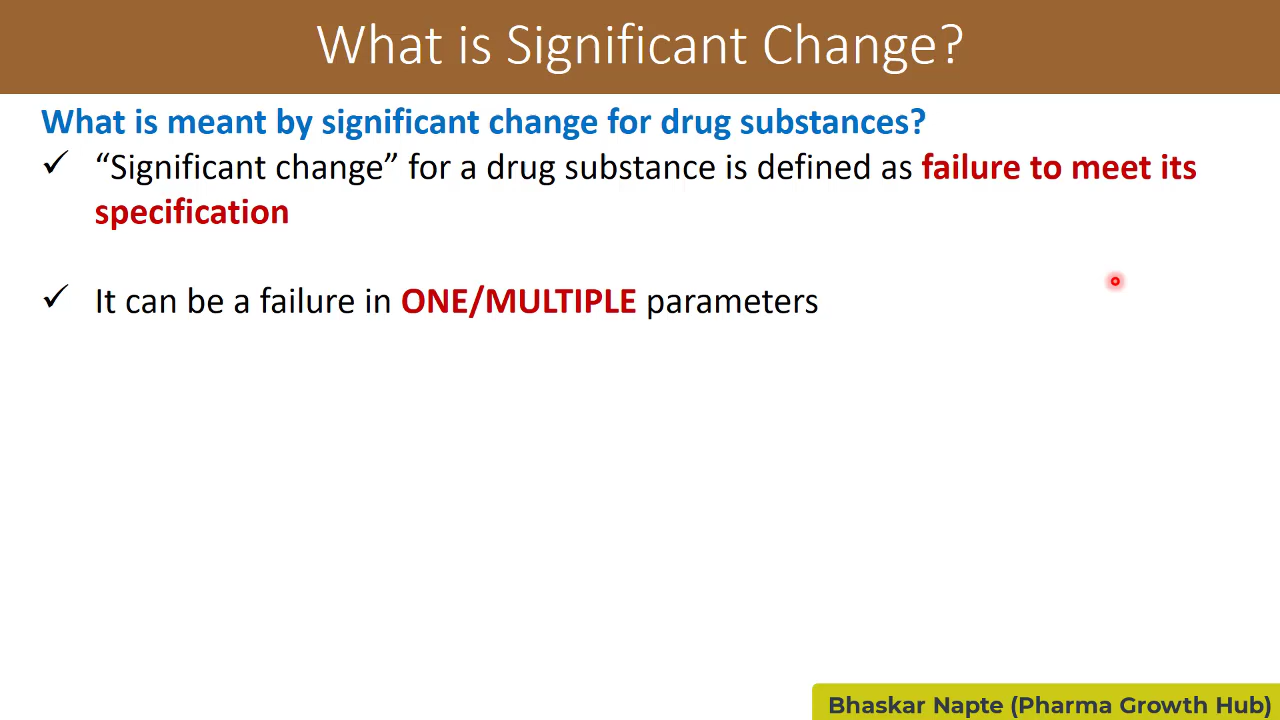 What is Significant Change?
What is meant by significant change for drug substances?
✓ “Significant change” for a drug substance is defined as failure to meet its
specification
✓ It can be a failure in ONE/MULTIPLE parameters
Bhaskar Napte (Pharma Growth Hub)